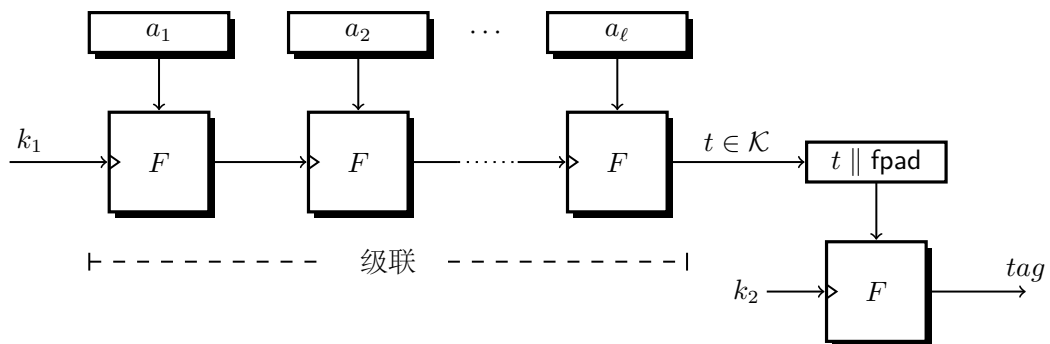 a₁ a₂ ⋯ a_ℓ
k₁ F F ······ F t ∈ 𝒦 t ∥ fpad
级联
k₂ F tag